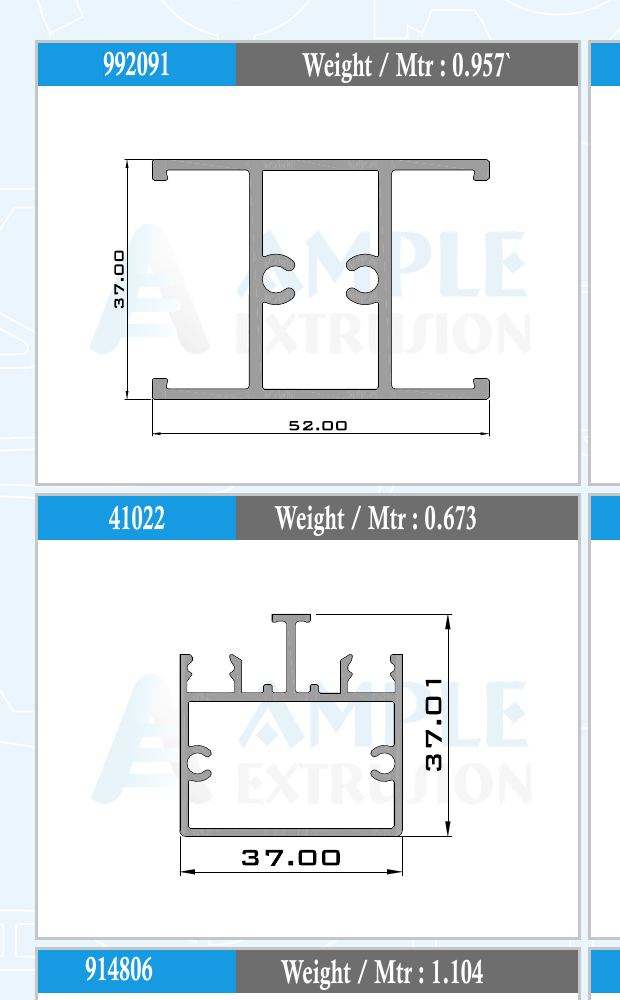 992091
Weight / Mtr : 0.957`
37.00
AMPLE
EXTRUSION
52.00
41022
Weight / Mtr : 0.673
37.01
AMPLE
EXTRUSION
37.00
914806
Weight / Mtr : 1.104